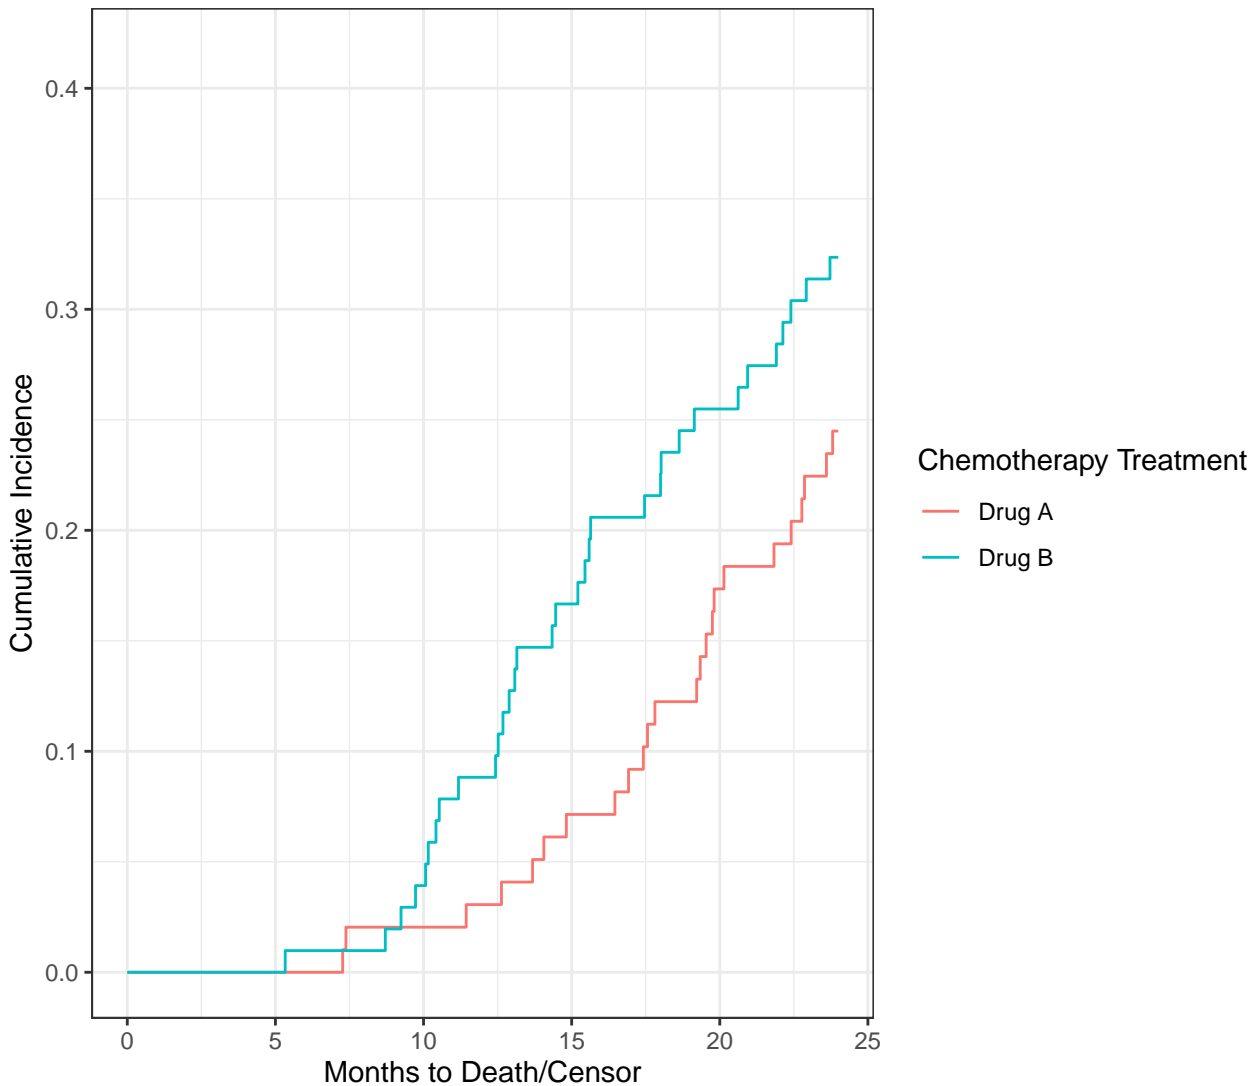 0.4
0.3
0.2
0.1
0.0
Cumulative Incidence
0 5 10 15 20 25
Months to Death/Censor
Chemotherapy Treatment
Drug A
Drug B